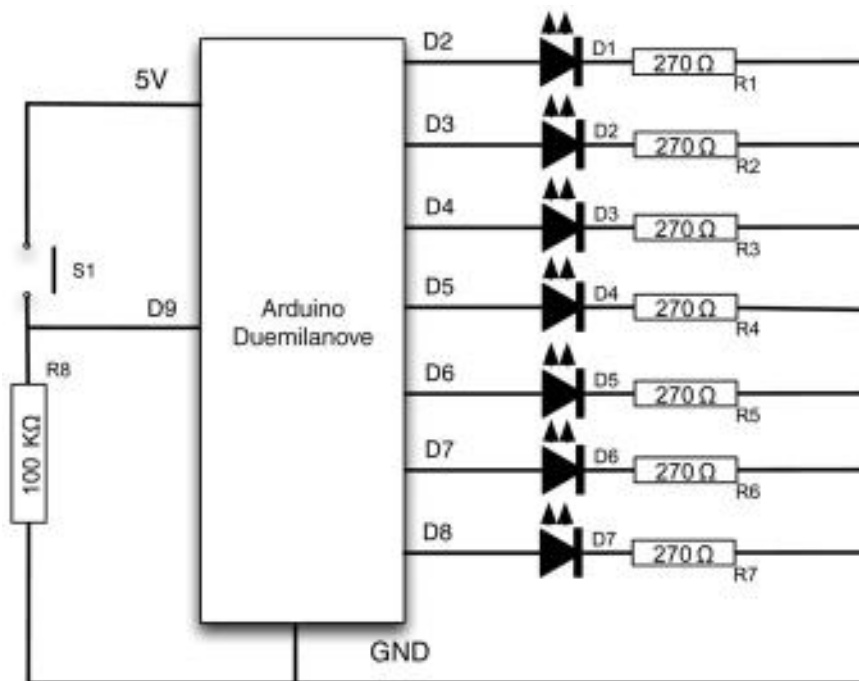 D2
D1
270 Ω
R1
5V
D3
D2
270 Ω
R2
D4
D3
270 Ω
R3
S1
D9
Arduino
Duemilanove
D5
D4
270 Ω
R4
R8
100 KΩ
D6
D5
270 Ω
R5
D7
D6
270 Ω
R6
D8
D7
270 Ω
R7
GND